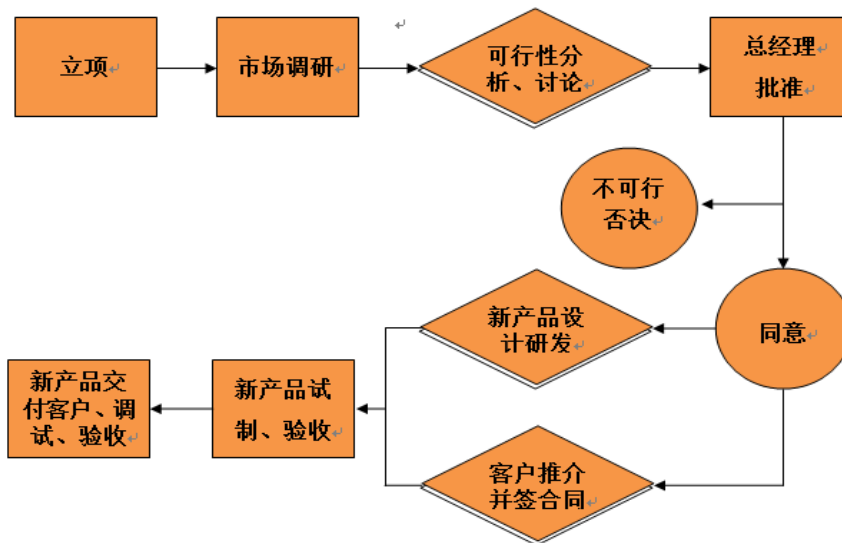 立项
市场调研
可行性分
析、讨论
总经理
批准
不可行
否决
同意
新产品设
计研发
客户推介
并签合同
新产品试
制、验收
新产品交
付客户、调
试、验收